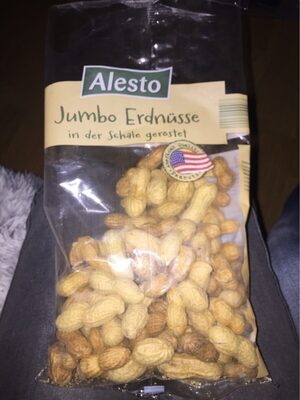 Alesto
Jumbo Erdnüsse
in der Schale geröstet